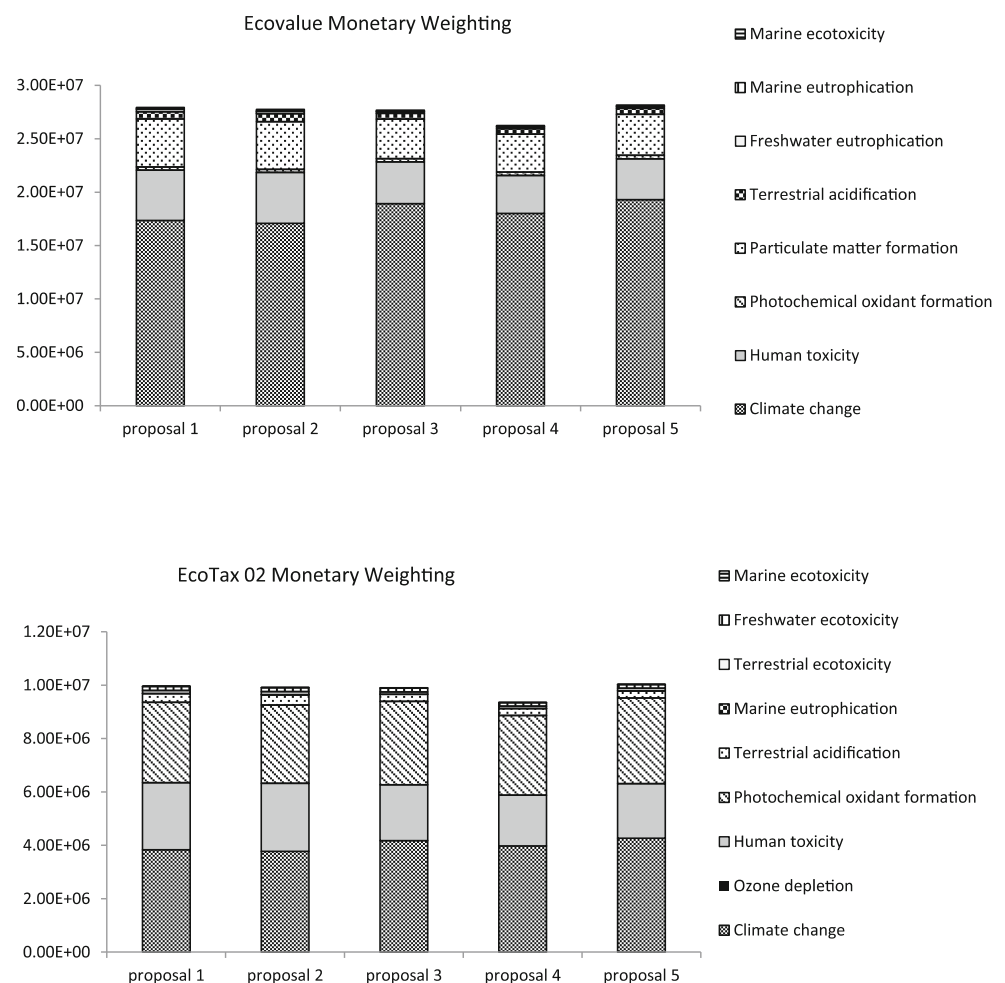 Ecovalue Monetary Weighting
3.00E+07
2.50E+07
2.00E+07
1.50E+07
1.00E+07
5.00E+06
0.00E+00
proposal 1
proposal 2
proposal 3
proposal 4
proposal 5
Marine ecotoxicity
Marine eutrophication
Freshwater eutrophication
Terrestrial acidification
Particulate matter formation
Photochemical oxidant formation
Human toxicity
Climate change
EcoTax 02 Monetary Weighting
1.20E+07
1.00E+07
8.00E+06
6.00E+06
4.00E+06
2.00E+06
0.00E+00
proposal 1
proposal 2
proposal 3
proposal 4
proposal 5
Marine ecotoxicity
Freshwater ecotoxicity
Terrestrial ecotoxicity
Marine eutrophication
Terrestrial acidification
Photochemical oxidant formation
Human toxicity
Ozone depletion
Climate change